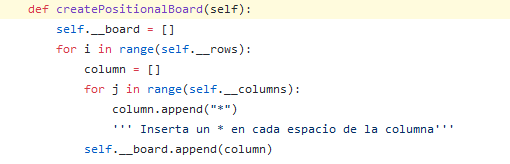 def createPositionalBoard(self):
    self.__board = []
    for i in range(self.__rows):
        column = []
        for j in range(self.__columns):
            column.append("*")
            ''' Inserta un * en cada espacio de la columna'''
        self.__board.append(column)